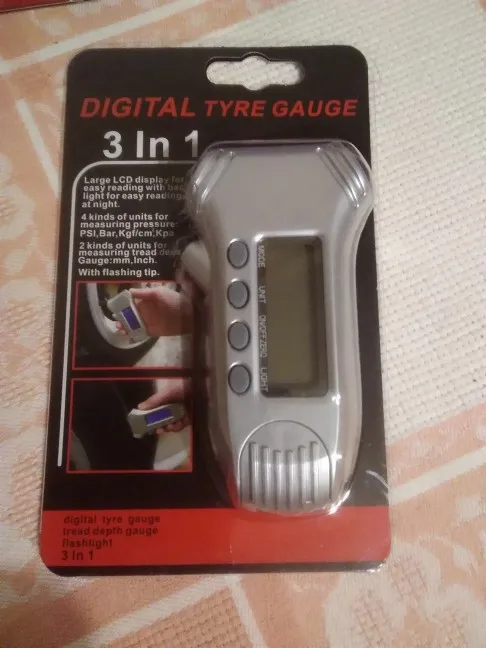 DIGITAL TYRE GAUGE
3 In 1
Large LCD display for
easy reading with
light for easy reading
at night.
4 kinds of units for
measuring pressure:
PSI,Bar,Kgf/cm,Kpa.
2 kinds of units for
measuring tread
Gauge:mm,Inch.
With flashing tip.
MODE
UNIT
ON/OFF/ZERO
LIGHT
digital tyre gauge
tread depth gauge
flashlight
3 In 1